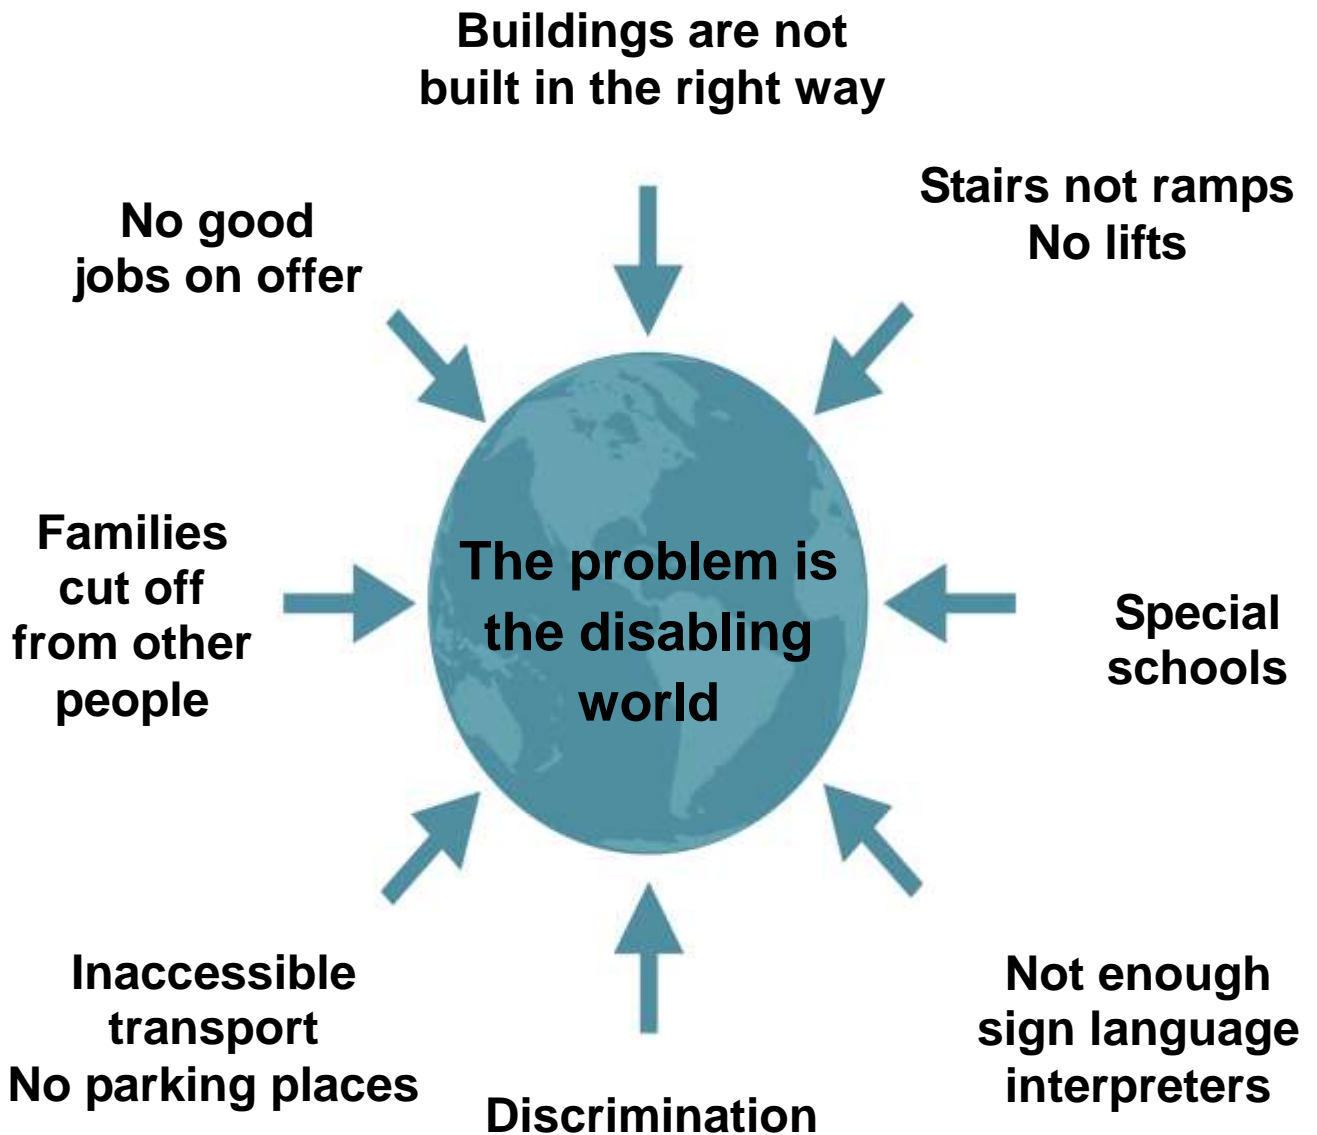 Buildings are not
built in the right way
Stairs not ramps
No lifts
No good
jobs on offer
Families
cut off
from other
people
The problem is
the disabling
world
Special
schools
Inaccessible
transport
No parking places
Discrimination
Not enough
sign language
interpreters